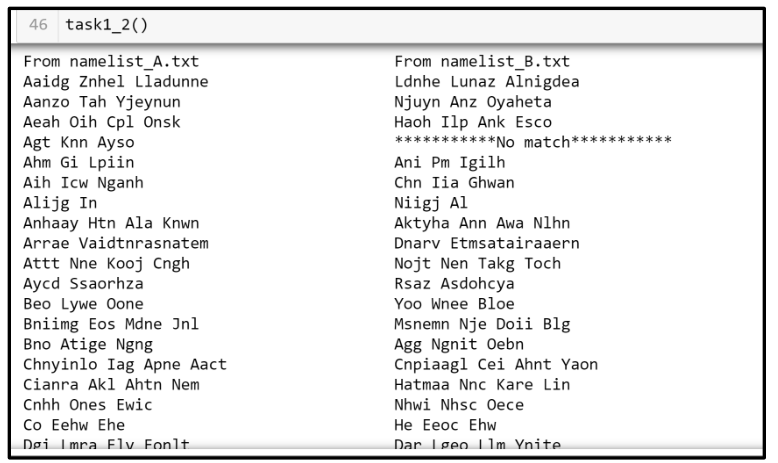 46 task1_2()
From namelist_A.txt From namelist_B.txt
Aaidg Znhel Lladunne Ldnhe Lunaz Alnigdea
Aanzo Tah Yjeynun Njuyn Anz Oyaheta
Aeah Oih Cpl Onsk Haoh Ilp Ank Esco
Agt Knn Ayso ***********No match***********
Ahm Gi Lpiin Ani Pm Igilh
Aih Icw Nganh Chn Iia Ghwan
Alijg In Niigj Al
Anhaay Htn Ala Knwn Aktyha Ann Awa Nlhn
Arrae Vaidtnrasnatem Dnarv Etmsatairaaern
Attt Nne Kooj Cngh Nojt Nen Takg Toch
Aycd Ssaorhza Rsaz Asdohcya
Beo Lywe Oone Yoo Wnee Bloe
Bniimg Eos Mdne Jnl Msnemn Nje Doii Blg
Bno Atige Ngng Agg Ngnit Oebn
Chnyinlo Iag Apne Aact Cnpiaagl Cei Ahnt Yaon
Cianra Akl Ahtn Nem Hatmaa Nnc Kare Lin
Cnhh Ones Ewic Nhwi Nhsc Oece
Co Eehw Ehe He Eeoc Ehw
Dgi Lmra Ely Eonlt Dar Lgeo Llm Ynite